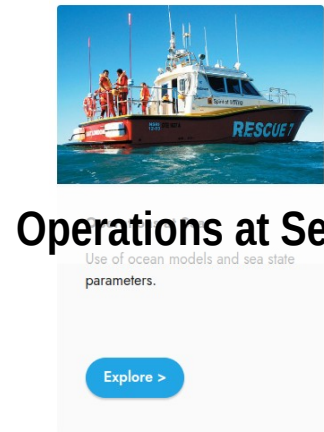 RESCUE 7
Operations at Se
Use of ocean models and sea state
parameters.
Explore >